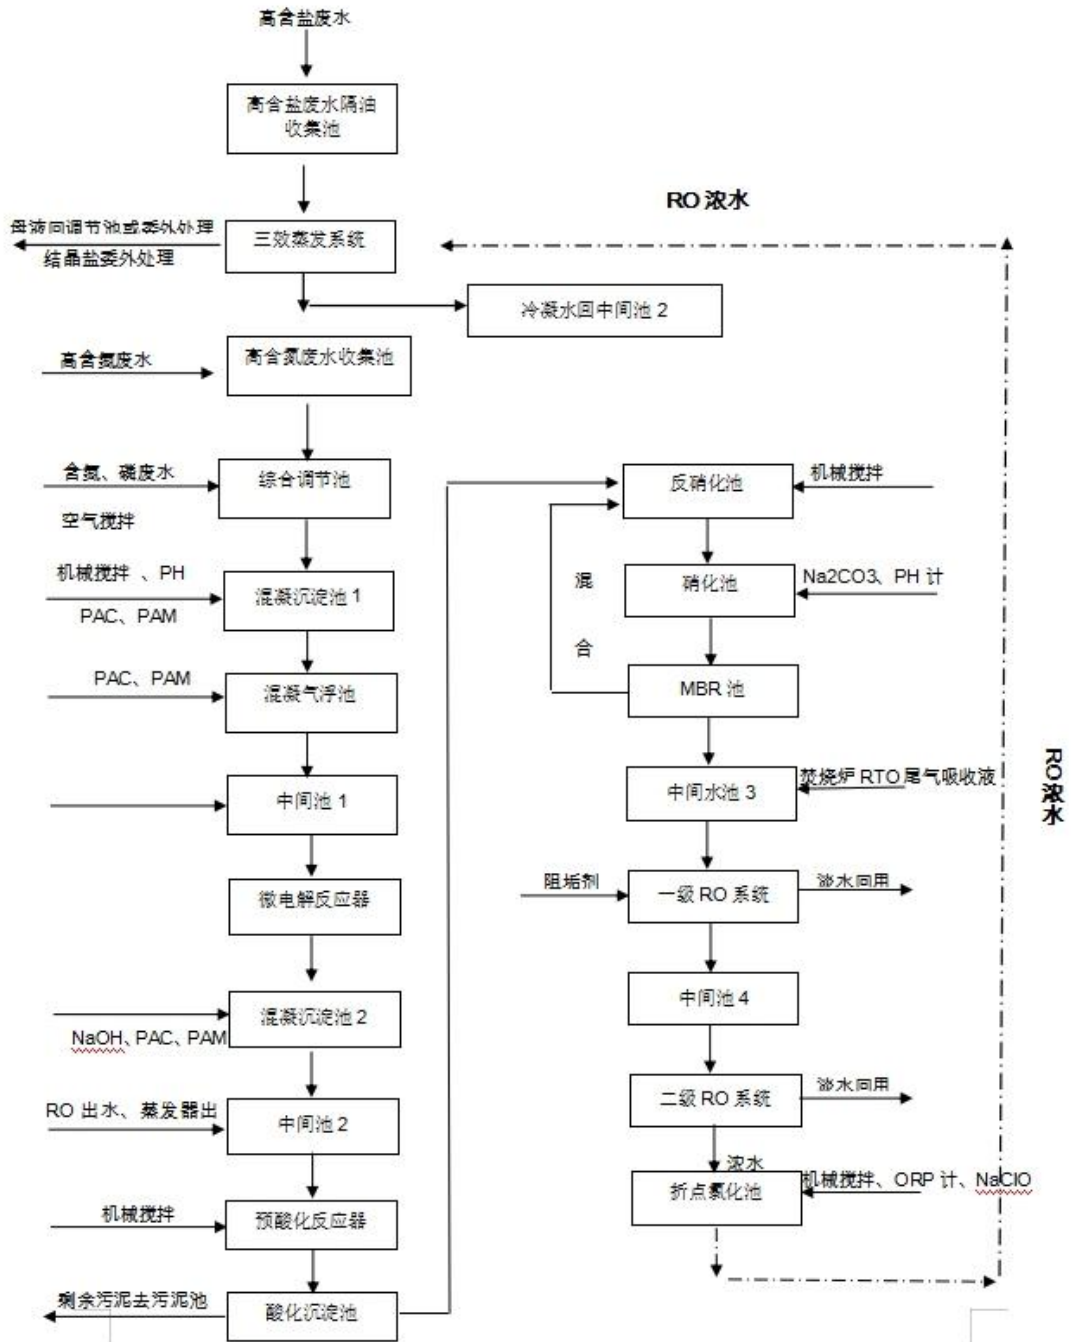 高含盐废水
高含盐废水隔油
收集池
RO 浓水
母液回调节池或委外处理
三效蒸发系统
结晶盐委外处理
冷凝水回中间池 2
高含氮废水
高含氮废水收集池
含氮、磷废水
综合调节池
空气搅拌
机械搅拌 、PH
混凝沉淀池 1
PAC、PAM
PAC、PAM
混凝气浮池
中间池 1
微电解反应器
混凝沉淀池 2
NaOH、PAC、PAM
RO 出水、蒸发器出
中间池 2
机械搅拌
预酸化反应器
剩余污泥去污泥池
酸化沉淀池
反硝化池
机械搅拌
硝化池
Na2CO3、PH 计
混
合
MBR 池
中间水池 3
焚烧炉 RTO 尾气吸收液
阻垢剂
一级 RO 系统
淡水回用
中间池 4
二级 RO 系统
淡水回用
浓水
折点氯化池
机械搅拌、ORP 计、NaClO
RO 浓水